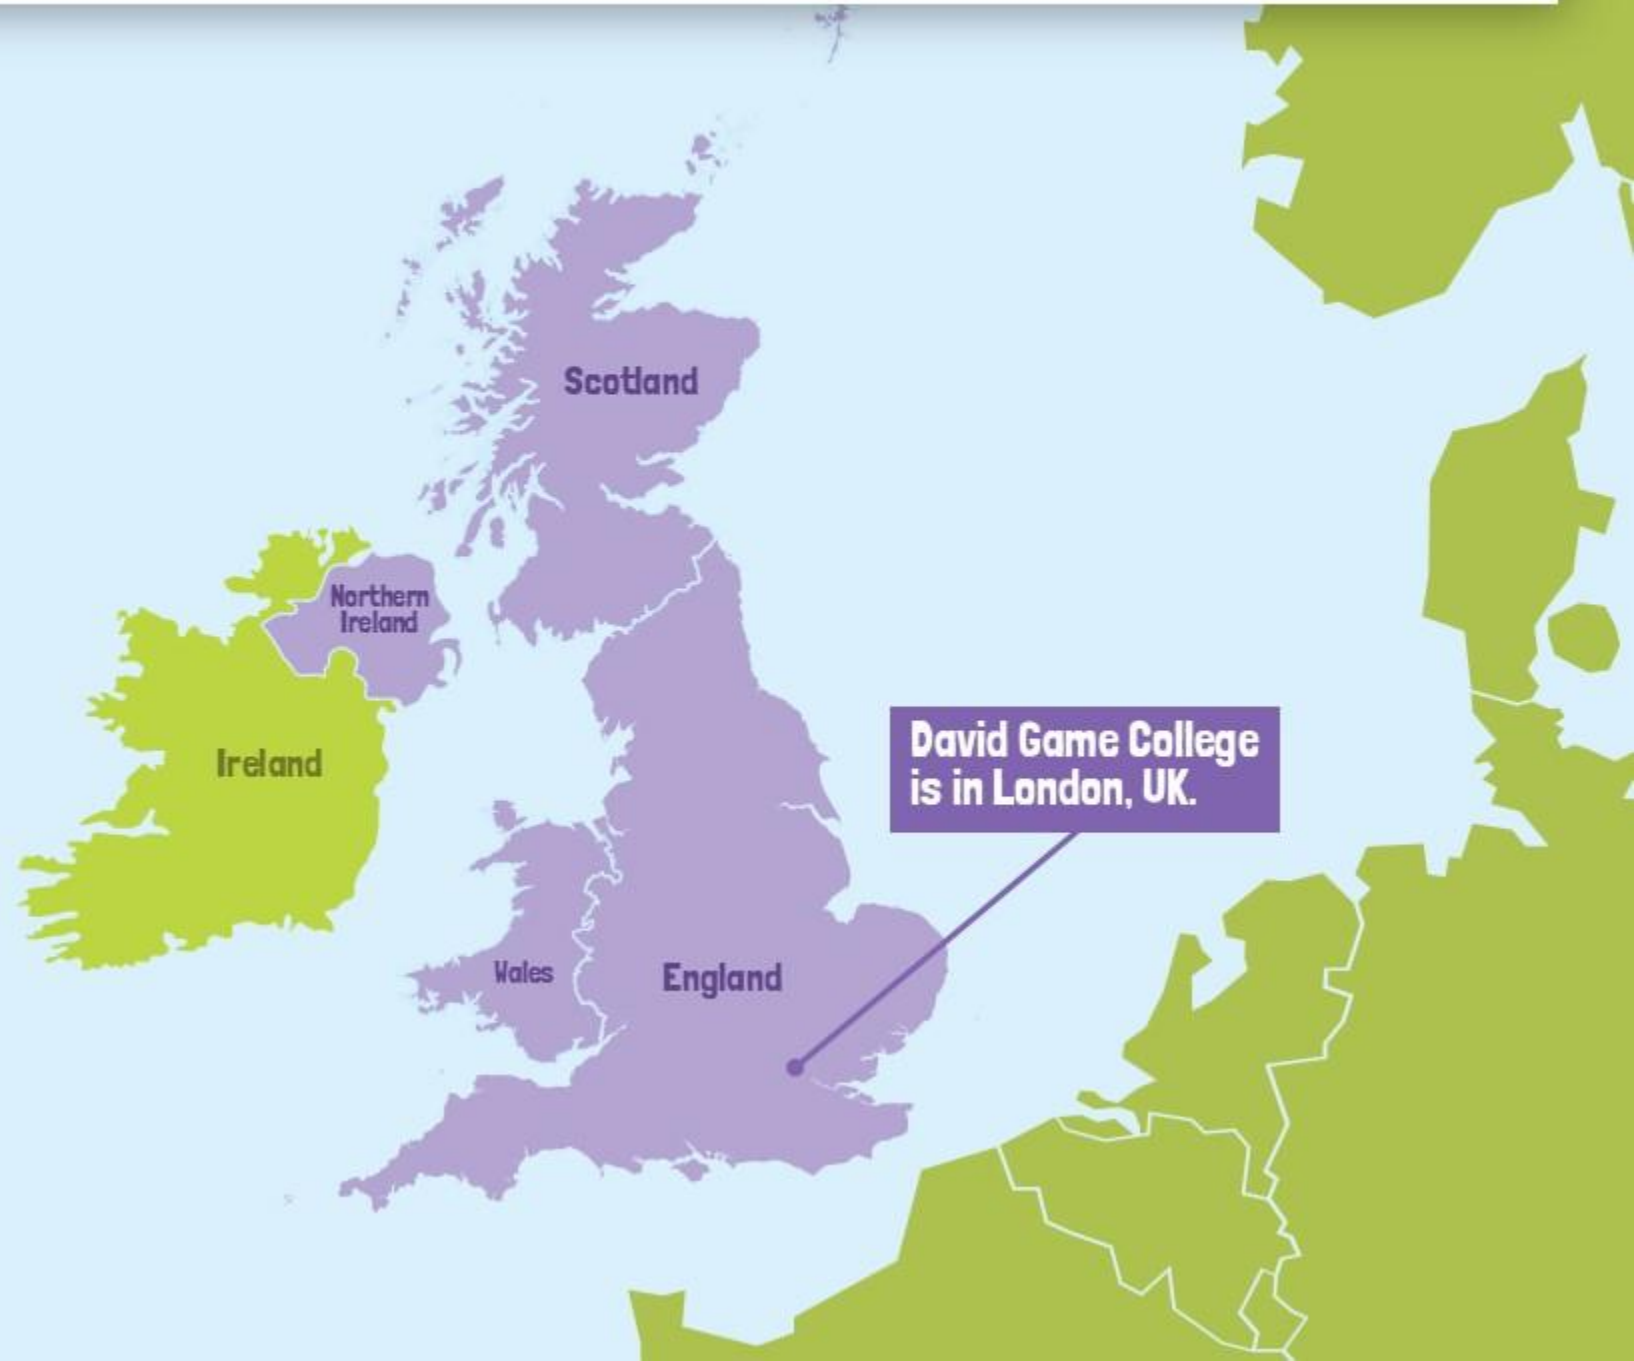 Scotland
Northern
Ireland
David Game College
is in London, UK.
Ireland
Wales
England